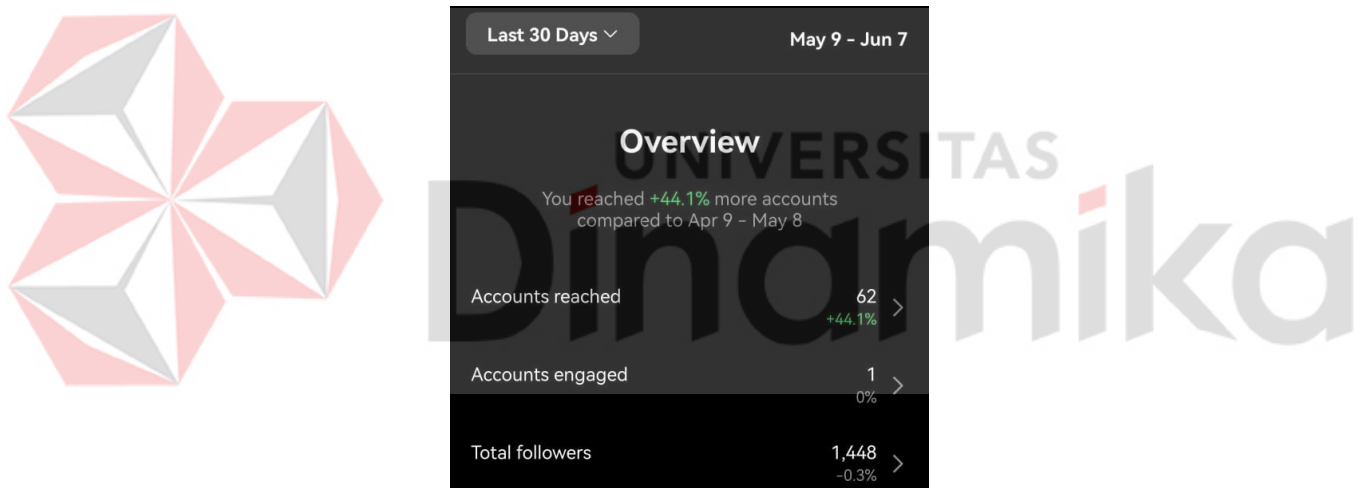 Last 30 Days
May 9 - Jun 7
Overview
UNIVERSITAS
Dinamika
You reached +44.1% more accounts
compared to Apr 9 - May 8
Accounts reached
62
+44.1%
Accounts engaged
1
0%
Total followers
1,448
-0.3%